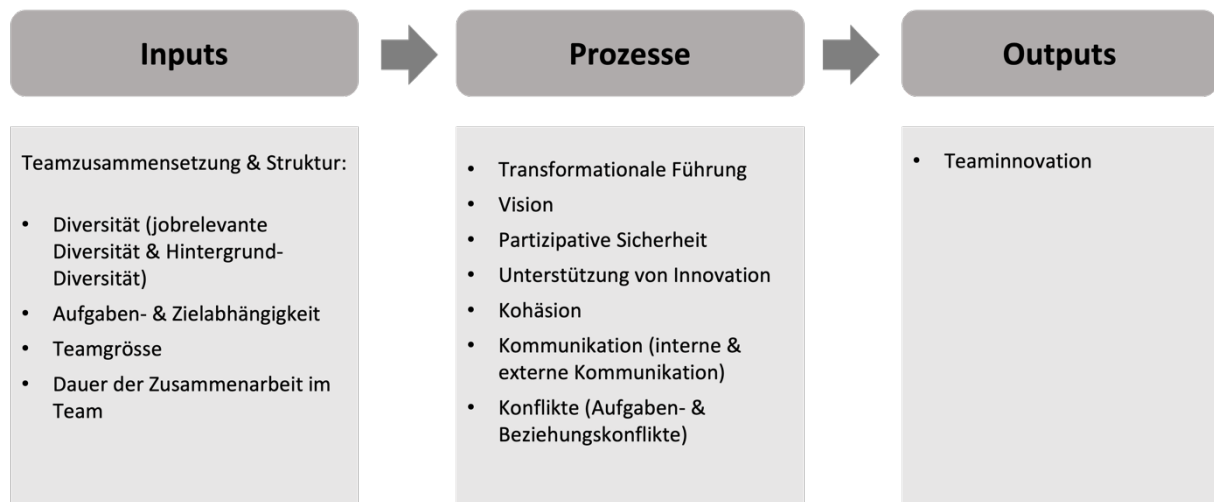 Inputs
Prozesse
Outputs
Teamzusammensetzung & Struktur:
• Diversität (jobrelevante
Diversität & Hintergrund-
Diversität)
• Aufgaben- & Zielabhängigkeit
• Teamgrösse
• Dauer der Zusammenarbeit im
Team
• Transformationale Führung
• Vision
• Partizipative Sicherheit
• Unterstützung von Innovation
• Kohäsion
• Kommunikation (interne &
externe Kommunikation)
• Konflikte (Aufgaben- &
Beziehungskonflikte)
• Teaminnovation